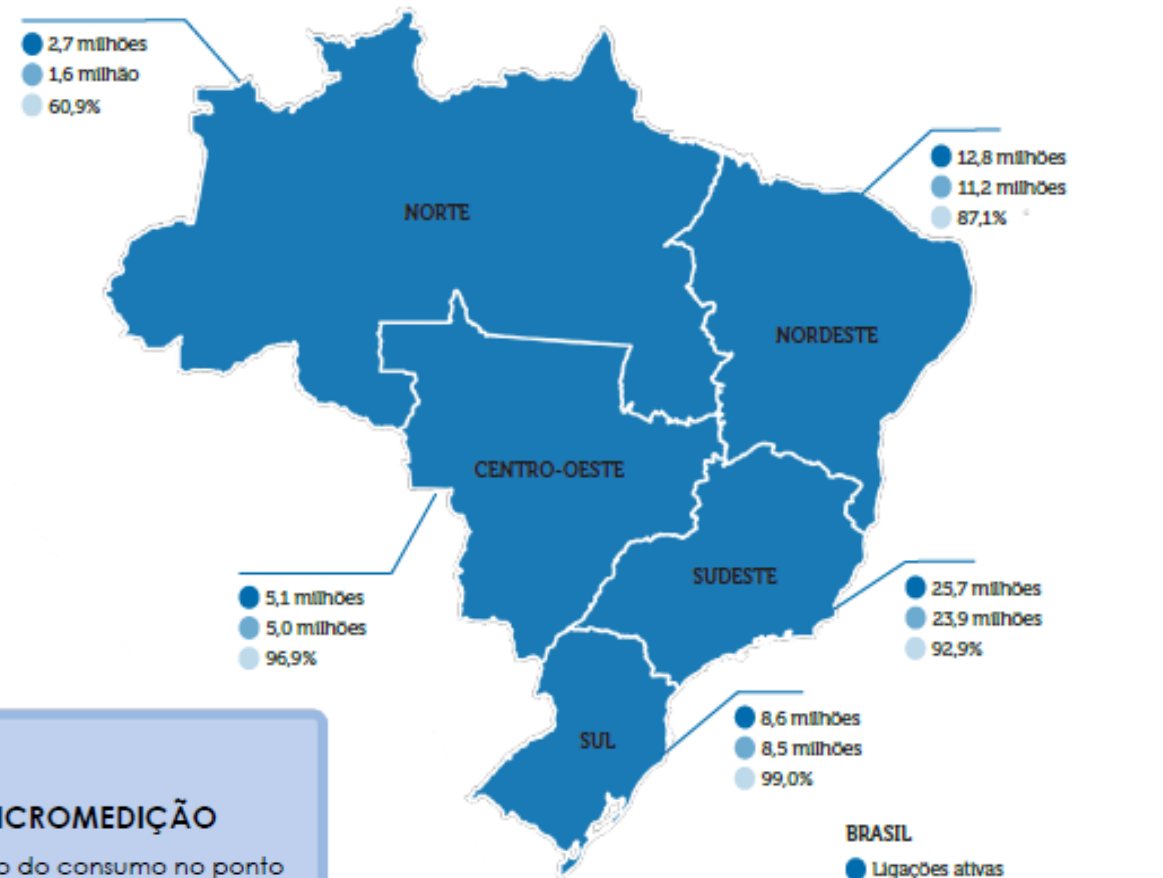 2,7 milhões
1,6 milhão
60,9%
12,8 milhões
11,2 milhões
87,1%
NORTE
NORDESTE
CENTRO-OESTE
SUDESTE
5,1 milhões
5,0 milhões
96,9%
25,7 milhões
23,9 milhões
92,9%
SUL
8,6 milhões
8,5 milhões
99,0%
ICROMEDIÇÃO
o do consumo no ponto
BRASIL
Ligações ativas